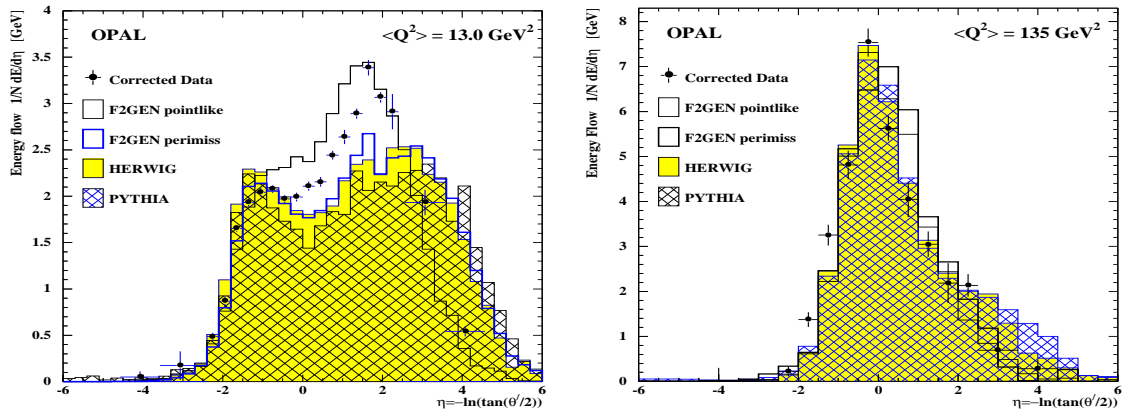 OPAL <Q²> = 13.0 GeV²
Energy flow 1/N dE/dη [GeV]
Corrected Data
F2GEN pointlike
F2GEN perimiss
HERWIG
PYTHIA
4
3.5
3
2.5
2
1.5
1
0.5
0
-6 -4 -2 0 2 4 6
η=–ln(tan(θ′/2))
OPAL <Q²> = 135 GeV²
Energy Flow 1/N dE/dη [GeV]
Corrected Data
F2GEN pointlike
F2GEN perimiss
HERWIG
PYTHIA
8
7
6
5
4
3
2
1
0
-6 -4 -2 0 2 4 6
η=–ln(tan(θ′/2))